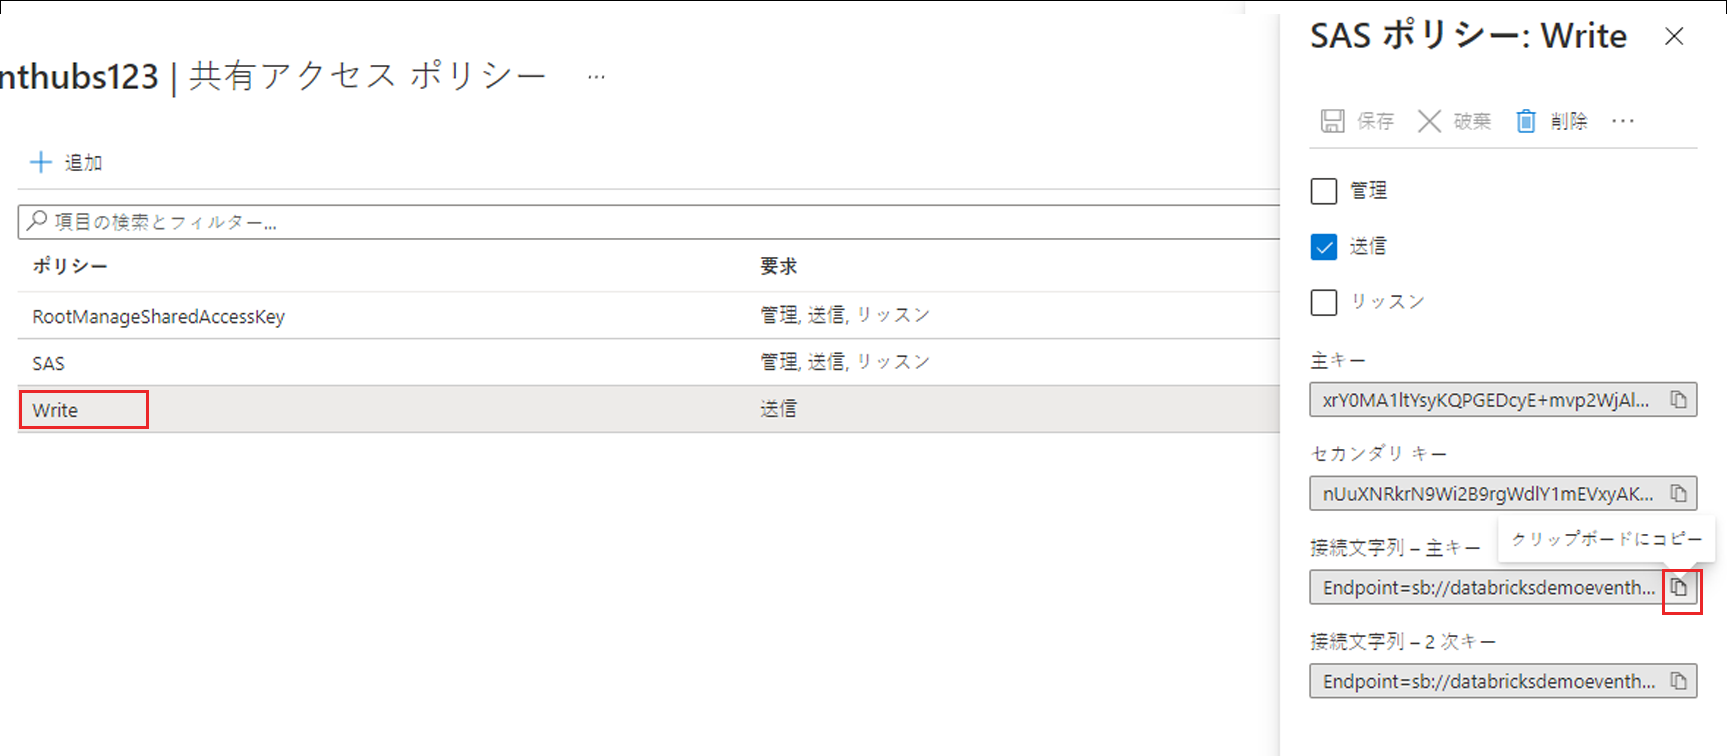 nthubs123 | 共有アクセス ポリシー ...
追加
項目の検索とフィルター...
ポリシー 要求
RootManageSharedAccessKey 管理, 送信, リッスン
SAS 管理, 送信, リッスン
Write 送信
SAS ポリシー: Write
保存 破棄 削除 ...
管理
送信
リッスン
主キー
xrY0MA1ltYsyKQPGEDcyE+mvp2WjAl...
セカンダリ キー
nUuXNRkrN9Wi2B9rgWdlY1mEVxyAK...
クリップボードにコピー
接続文字列 – 主キー
Endpoint=sb://databricksdemoeventh...
接続文字列 – 2 次キー
Endpoint=sb://databricksdemoeventh...